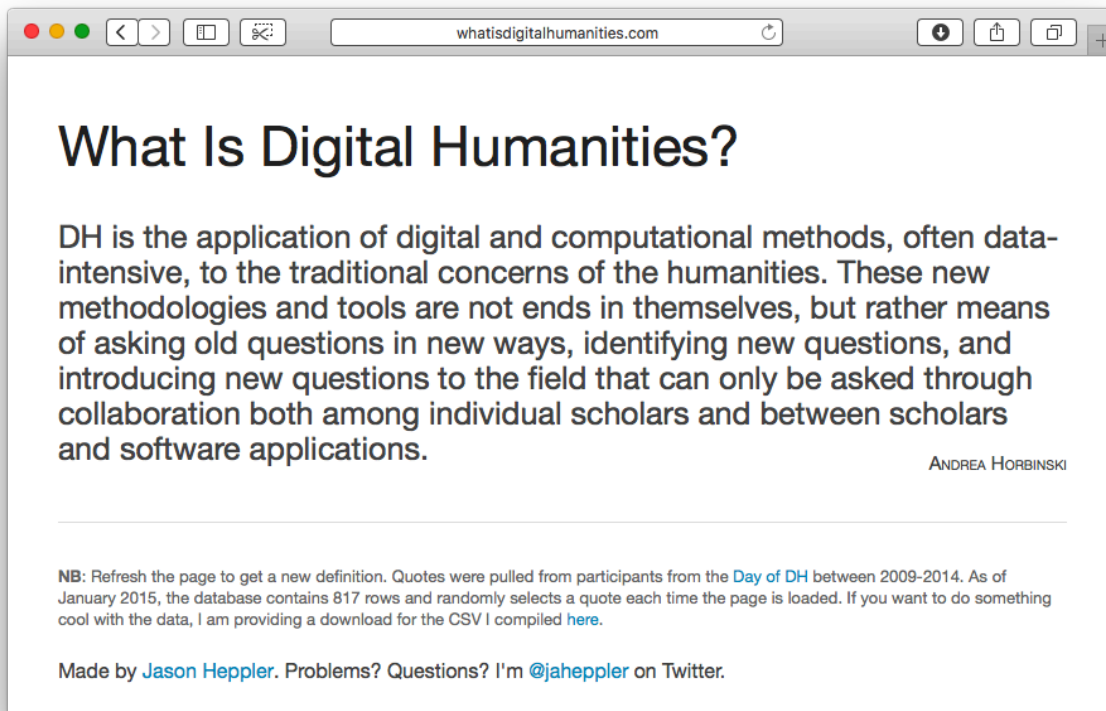 whatisdigitalhumanities.com
What Is Digital Humanities?
DH is the application of digital and computational methods, often data-
intensive, to the traditional concerns of the humanities. These new
methodologies and tools are not ends in themselves, but rather means
of asking old questions in new ways, identifying new questions, and
introducing new questions to the field that can only be asked through
collaboration both among individual scholars and between scholars
and software applications.
ANDREA HORBINSKI
NB: Refresh the page to get a new definition. Quotes were pulled from participants from the Day of DH between 2009-2014. As of
January 2015, the database contains 817 rows and randomly selects a quote each time the page is loaded. If you want to do something
cool with the data, I am providing a download for the CSV I compiled here.
Made by Jason Heppler. Problems? Questions? I'm @jaheppler on Twitter.